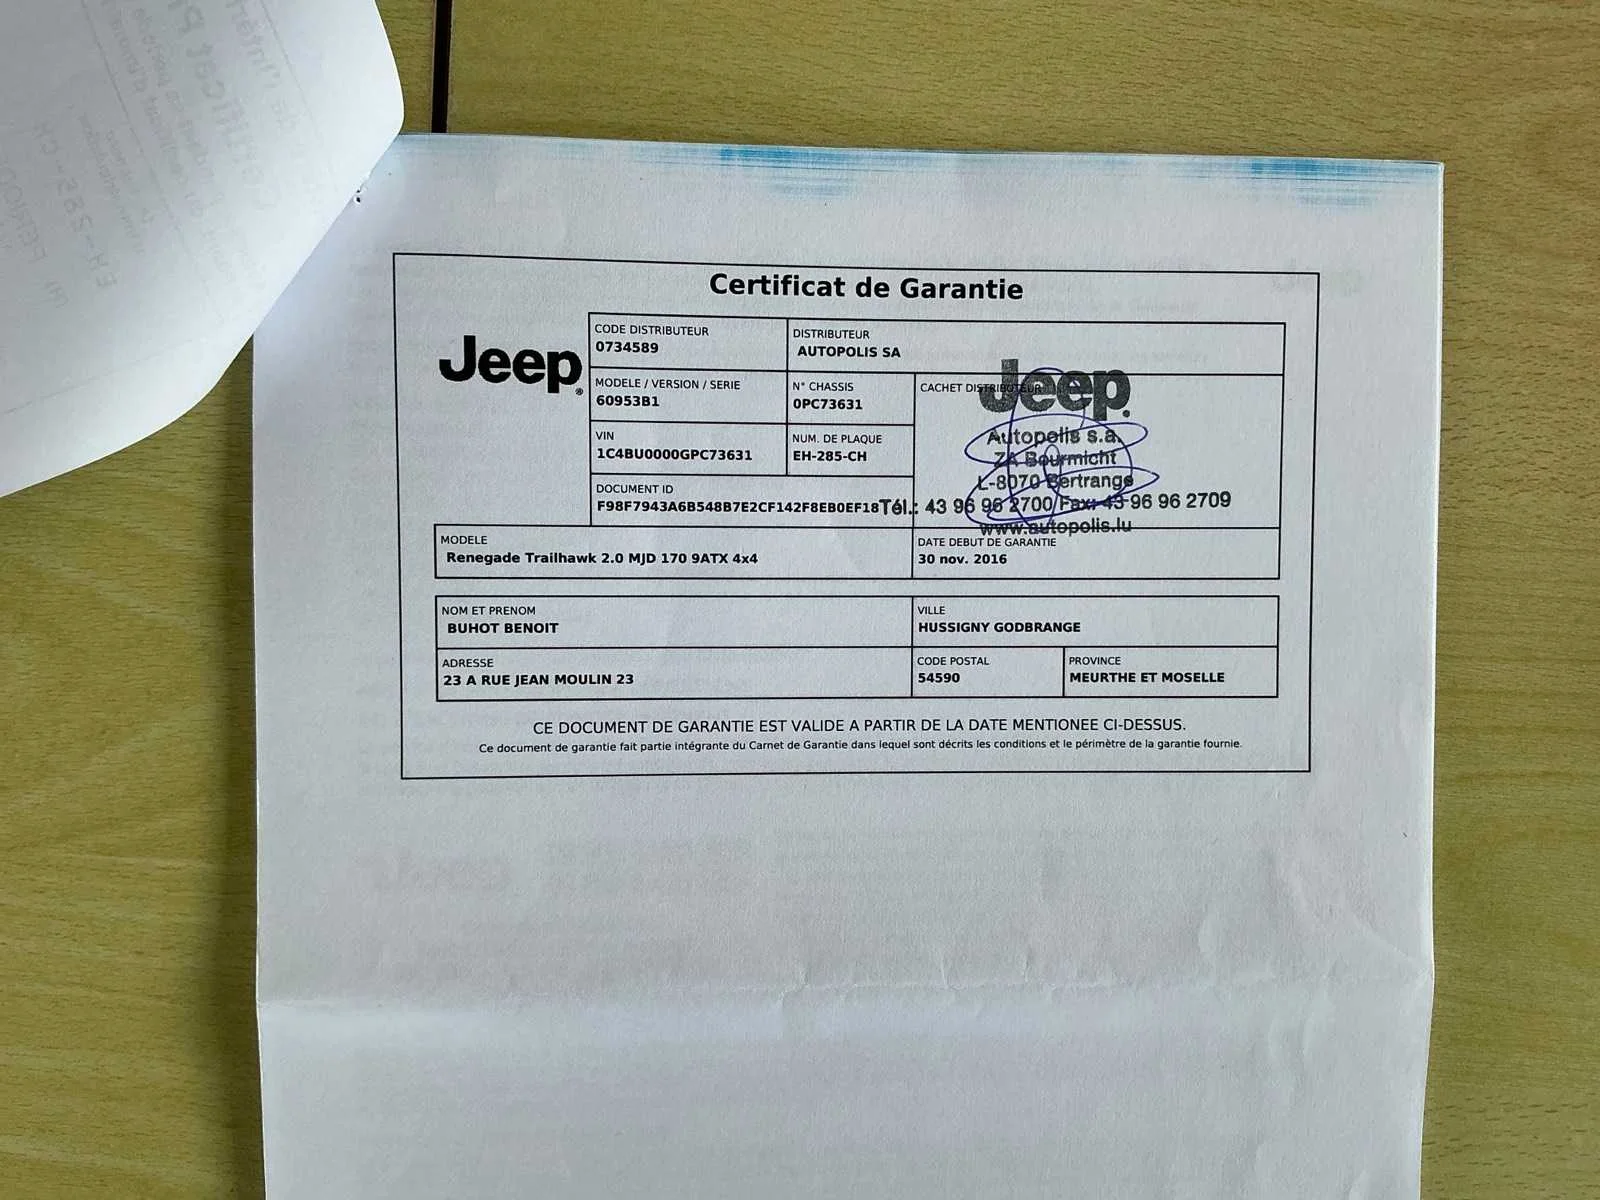 Certificat de Garantie
Jeep®
CODE DISTRIBUTEUR
0734589
DISTRIBUTEUR
AUTOPOLIS SA
MODELE / VERSION / SERIE
60953B1
N° CHASSIS
0PC73631
CACHET DISTRIBUTEUR
Jeep.
Autopolis s.a.
ZA Bourmicht
L-8070 Bertrange
Tél.: 43 96 96 2700 Fax: 43 96 96 2709
www.autopolis.lu
VIN
1C4BU0000GPC73631
NUM. DE PLAQUE
EH-285-CH
DOCUMENT ID
F98F7943A6B548B7E2CF142F8EB0EF18
MODELE
Renegade Trailhawk 2.0 MJD 170 9ATX 4x4
DATE DEBUT DE GARANTIE
30 nov. 2016
NOM ET PRENOM
BUHOT BENOIT
VILLE
HUSSIGNY GODBRANGE
ADRESSE
23 A RUE JEAN MOULIN 23
CODE POSTAL
54590
PROVINCE
MEURTHE ET MOSELLE
CE DOCUMENT DE GARANTIE EST VALIDE A PARTIR DE LA DATE MENTIONEE CI-DESSUS.
Ce document de garantie fait partie intégrante du Carnet de Garantie dans lequel sont décrits les conditions et le périmètre de la garantie fournie.